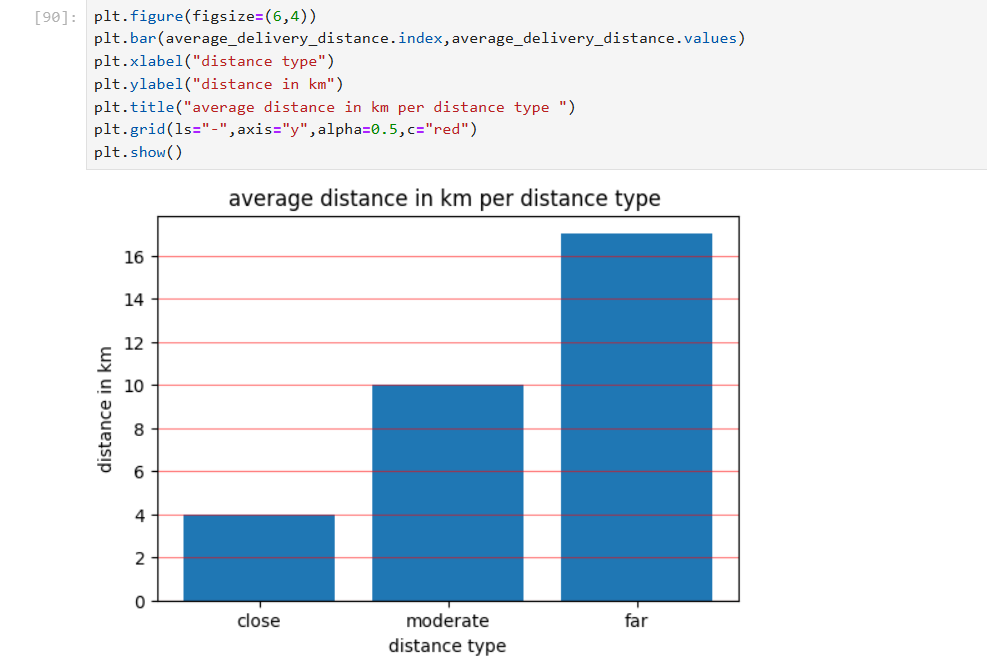 [90]: plt.figure(figsize=(6,4))
plt.bar(average_delivery_distance.index,average_delivery_distance.values)
plt.xlabel("distance type")
plt.ylabel("distance in km")
plt.title("average distance in km per distance type ")
plt.grid(ls="-",axis="y",alpha=0.5,c="red")
plt.show()
average distance in km per distance type
distance in km
16
14
12
10
8
6
4
2
0
close moderate far
distance type